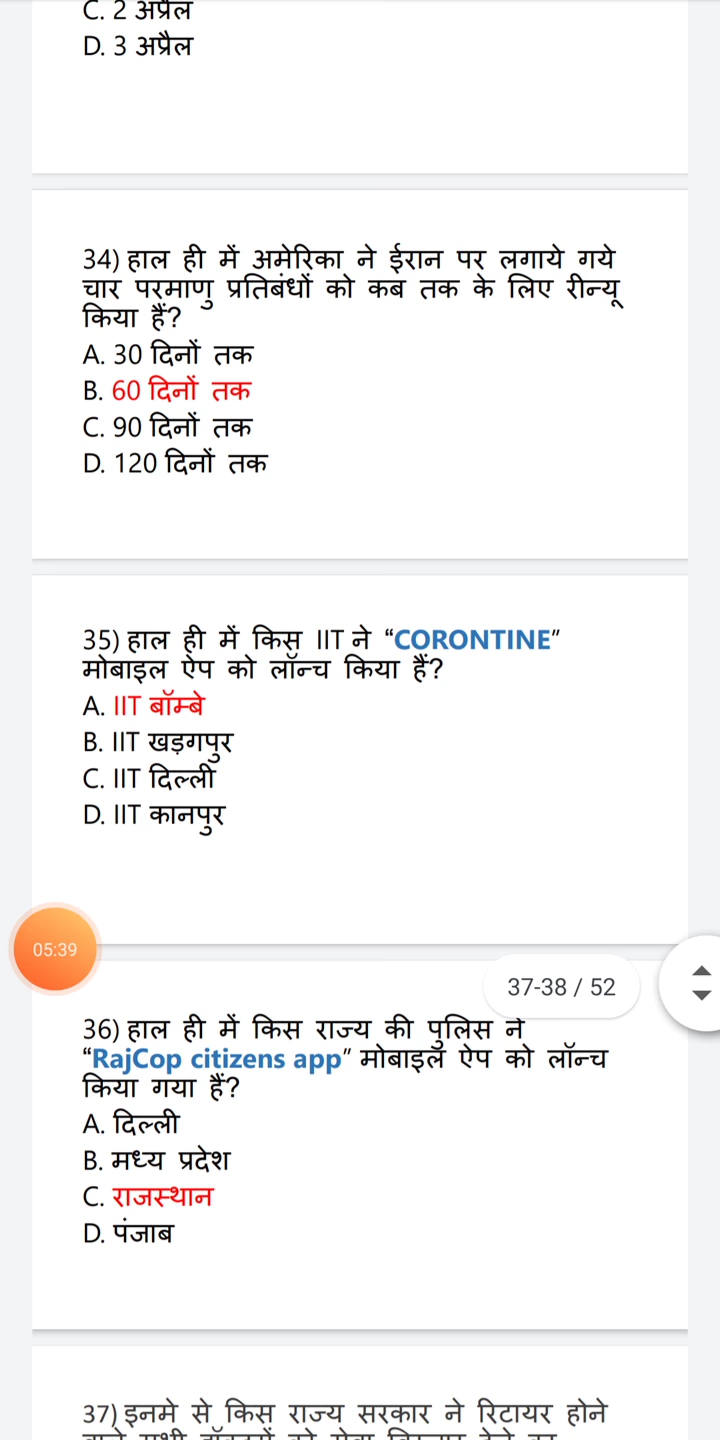 C. 2 अप्रैल
D. 3 अप्रैल
34) हाल ही में अमेरिका ने ईरान पर लगाये गये
चार परमाणु प्रतिबंधों को कब तक के लिए रीन्यू
किया हैं?
A. 30 दिनों तक
B. 60 दिनों तक
C. 90 दिनों तक
D. 120 दिनों तक
35) हाल ही में किस IIT ने “CORONTINE”
मोबाइल ऐप को लॉन्च किया हैं?
A. IIT बॉम्बे
B. IIT खड़गपुर
C. IIT दिल्ली
D. IIT कानपुर
05:39
37-38 / 52
36) हाल ही में किस राज्य की पुलिस ने
“RajCop citizens app” मोबाइल ऐप को लॉन्च
किया गया हैं?
A. दिल्ली
B. मध्य प्रदेश
C. राजस्थान
D. पंजाब
37) इनमे से किस राज्य सरकार ने रिटायर होने